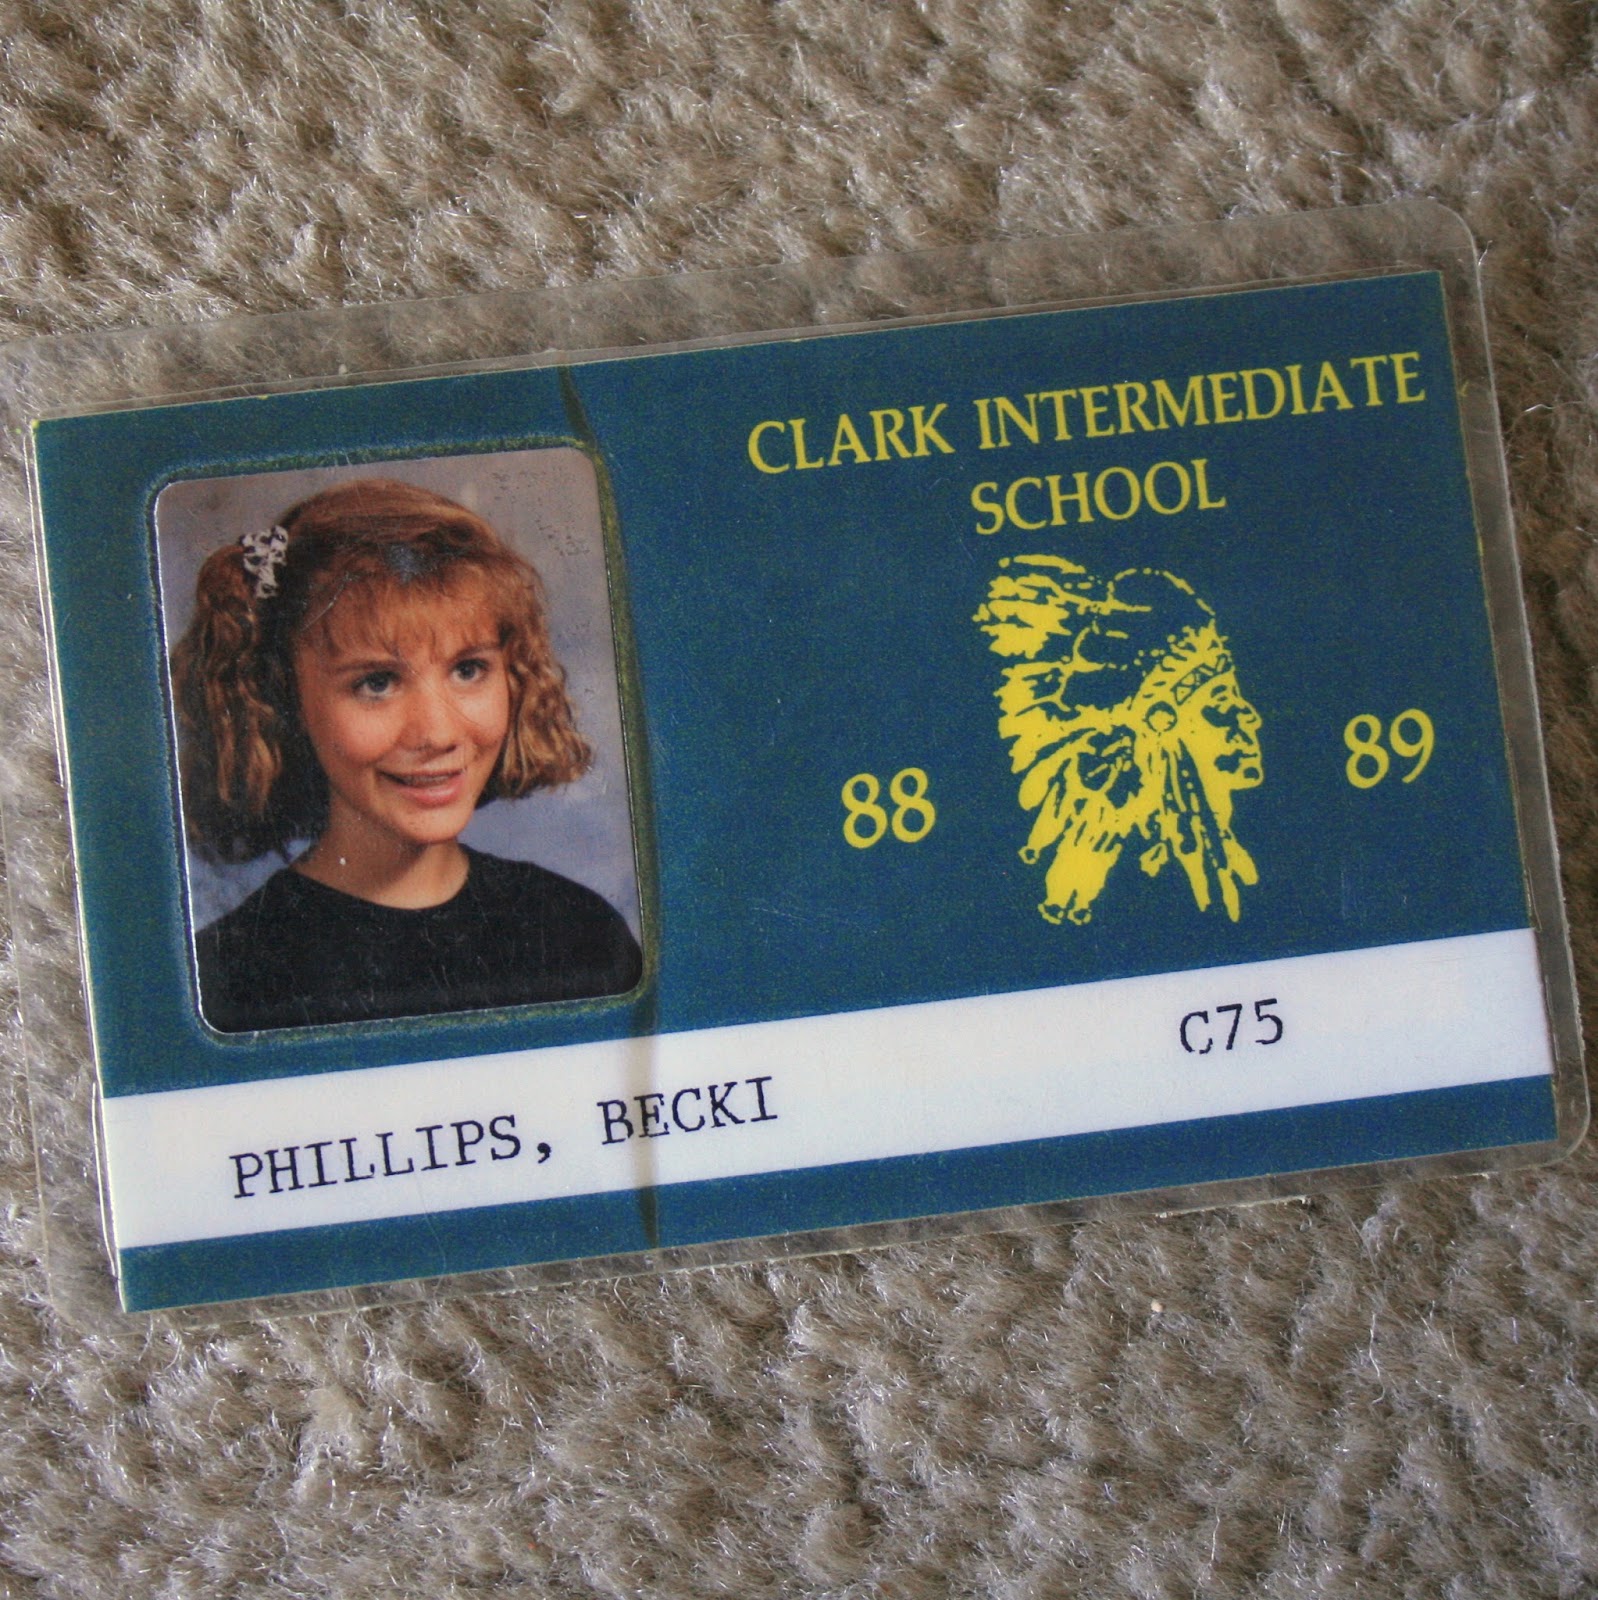 CLARK INTERMEDIATE
SCHOOL
88 89
C75
PHILLIPS, BECKI